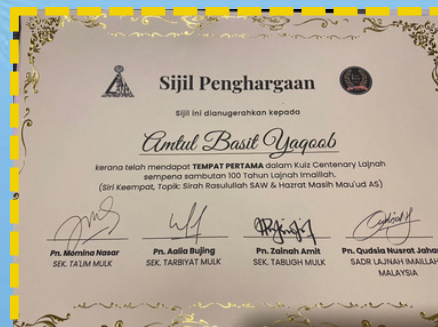 Sijil Penghargaan
Sijil ini dianugerahkan kepada
Amtul Basit Yaqoob
kerana telah mendapat TEMPAT PERTAMA dalam Kuiz Centenary Lajnah
sempena sambutan 100 Tahun Lajnah Imaillah.
(Siri Keempat, Topik: Sirah Rasulullah SAW & Hazrat Masih Mau'ud AS)
Pn. Momina Nasar
SEK. TA'LIM MULK
Pn. Aalia Bujing
SEK. TARBIYAT MULK
Pn. Zainah Amit
SEK. TABLIGH MULK
Pn. Qudsia Nusrat Jahan
SADR LAJNAH IMAILLAH
MALAYSIA